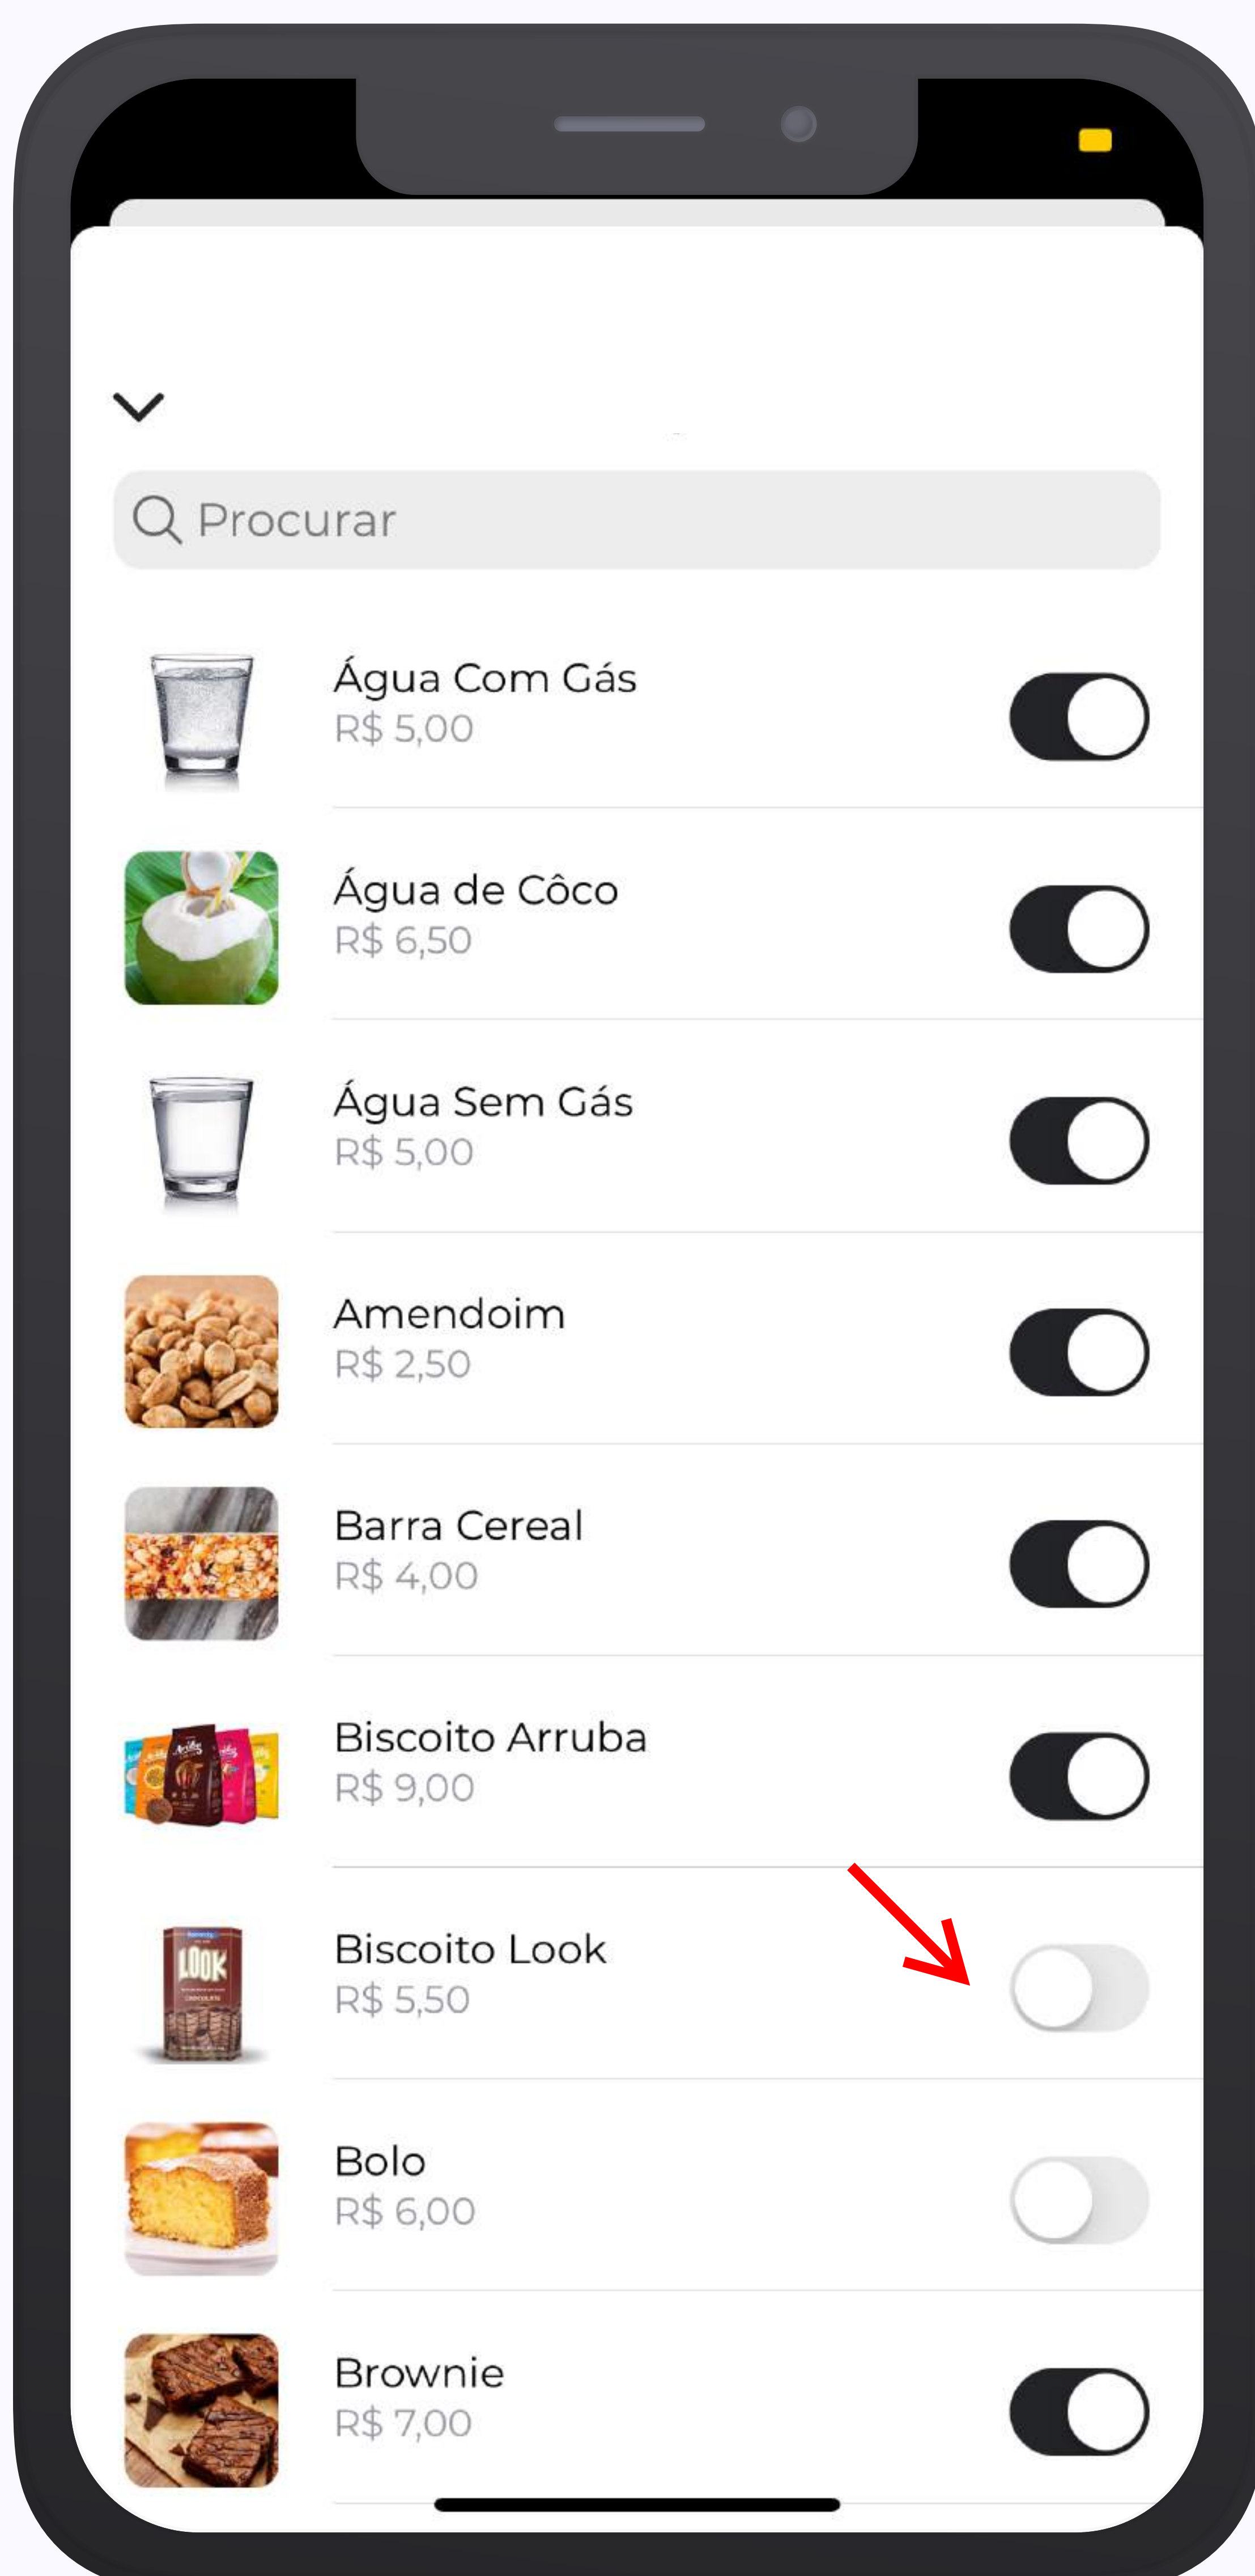 Procurar
Água Com Gás
R$ 5,00
Água de Côco
R$ 6,50
Água Sem Gás
R$ 5,00
Amendoim
R$ 2,50
Barra Cereal
R$ 4,00
Biscoito Arruba
R$ 9,00
Biscoito Look
R$ 5,50
LOOK
Bolo
R$ 6,00
Brownie
R$ 7,00